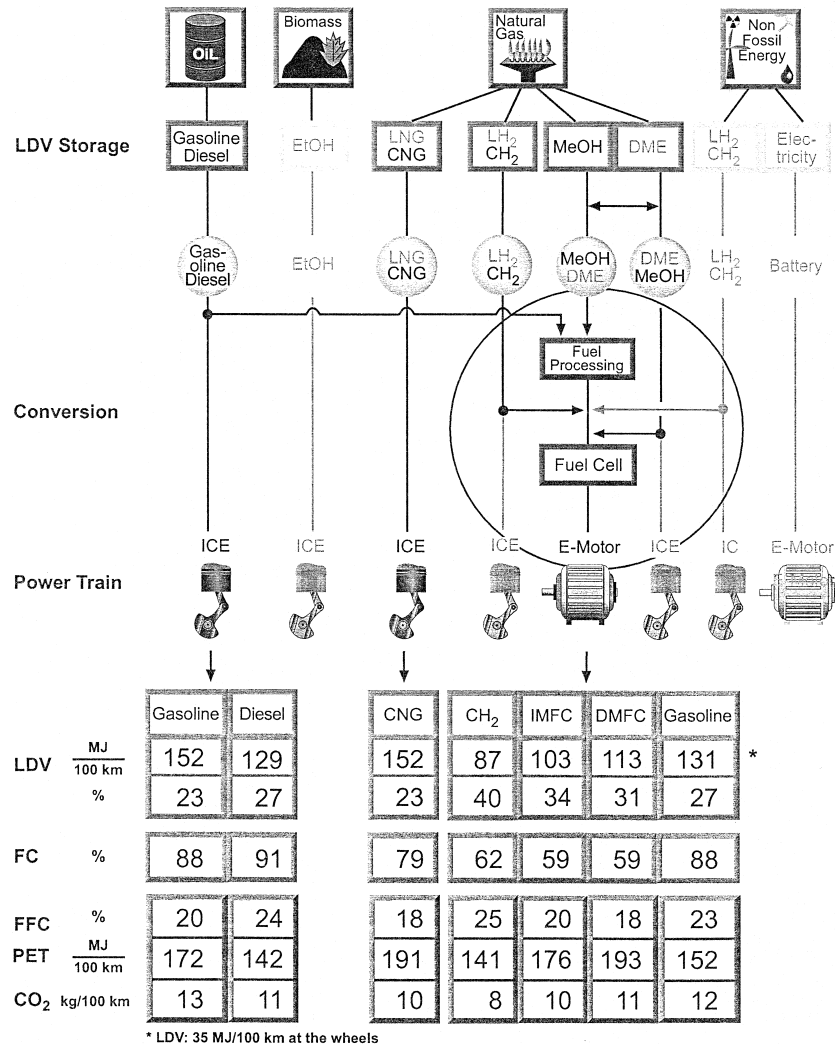 OiL
Biomass
Natural
Gas
Non
Fossil
Energy
LDV Storage
Gasoline
Diesel
EtOH
LNG
CNG
LH2
CH2
MeOH
DME
LH2
CH2
Elec-
tricity
Gas-
oline
Diesel
EtOH
LNG
CNG
LH2
CH2
MeOH
DME
DME
MeOH
LH2
CH2
Battery
Fuel
Processing
Conversion
Fuel Cell
ICE ICE ICE ICE E-Motor ICE IC E-Motor
Power Train
Gasoline Diesel CNG CH2 IMFC DMFC Gasoline
LDV MJ/100 km 152 129 152 87 103 113 131 *
% 23 27 23 40 34 31 27
FC % 88 91 79 62 59 59 88
FFC % 20 24 18 25 20 18 23
PET MJ/100 km 172 142 191 141 176 193 152
CO2 kg/100 km 13 11 10 8 10 11 12
* LDV: 35 MJ/100 km at the wheels